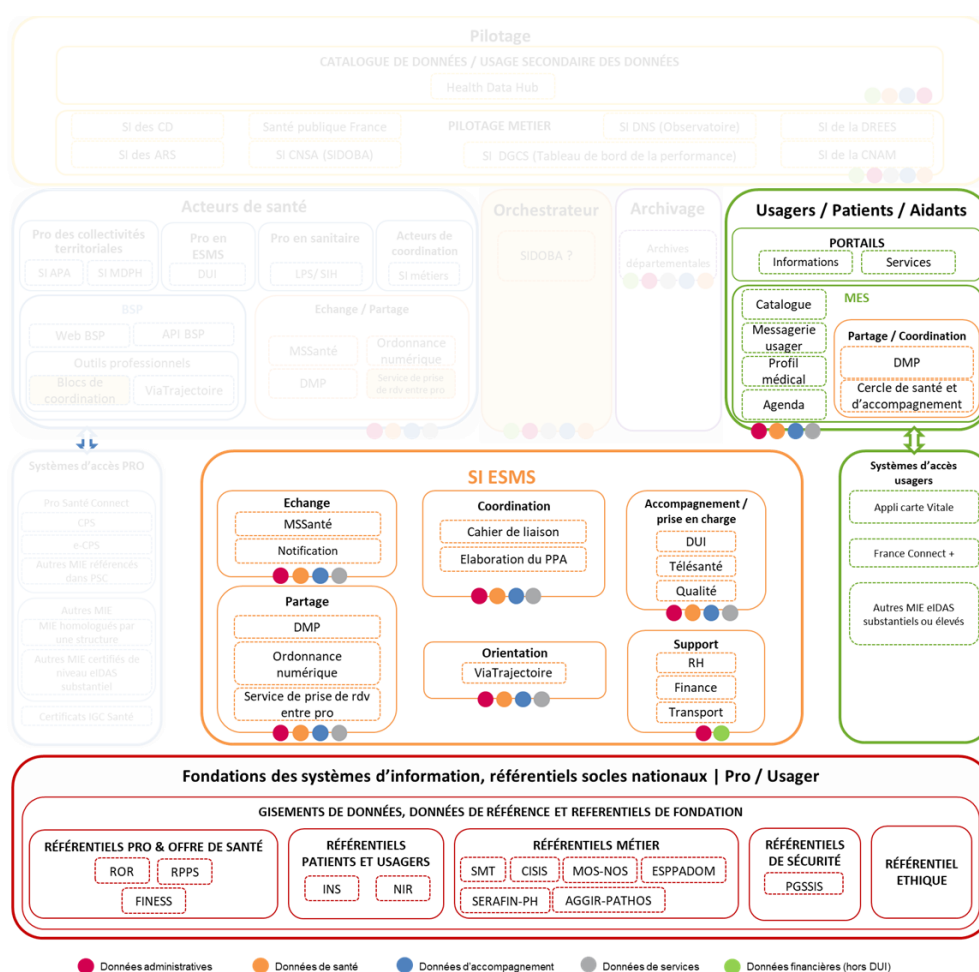 Pilotage
CATALOGUE DE DONNÉES / USAGE SECONDAIRE DES DONNÉES
Health Data Hub
SI des CD
Santé publique France
PILOTAGE METIER
SI DNS (Observatoire)
SI de la DREES
SI des ARS
SI CNSA (SIDOBA)
SI DGCS (Tableau de bord de la performance)
SI de la CNAM
Acteurs de santé
Pro des collectivités
territoriales
SI APA
SI MDPH
Pro en
ESMS
DUI
Pro en sanitaire
LPS/ SIH
Acteurs de
coordination
SI métiers
BSP
Web BSP
API BSP
Outils professionnels
Blocs de
coordination
ViaTrajectoire
Echange / Partage
MSSanté
Ordonnance
numérique
DMP
Service de prise
de rdv entre pro
Orchestrateur
SIDOBA ?
Archivage
Archives
départementales
Usagers / Patients / Aidants
PORTAILS
Informations
Services
MES
Catalogue
Messagerie
usager
Profil
médical
Agenda
Partage / Coordination
DMP
Cercle de santé et
d'accompagnement
Systèmes d'accès PRO
Pro Santé Connect
CPS
e-CPS
Autres MIE référencés
dans PSC
Autres MIE
MIE homologués par
une structure
Autres MIE certifiés de
niveau eIDAS
substantiel
Certificats IGC Santé
SI ESMS
Echange
MSSanté
Notification
Partage
DMP
Ordonnance
numérique
Service de prise de rdv
entre pro
Coordination
Cahier de liaison
Elaboration du PPA
Orientation
ViaTrajectoire
Accompagnement /
prise en charge
DUI
Télésanté
Qualité
Support
RH
Finance
Transport
Systèmes d'accès
usagers
Appli carte Vitale
France Connect +
Autres MIE eIDAS
substantiels ou élevés
Fondations des systèmes d'information, référentiels socles nationaux | Pro / Usager
GISEMENTS DE DONNÉES, DONNÉES DE RÉFÉRENCE ET REFERENTIELS DE FONDATION
RÉFÉRENTIELS PRO & OFFRE DE SANTÉ
ROR
RPPS
FINESS
RÉFÉRENTIELS
PATIENTS ET USAGERS
INS
NIR
RÉFÉRENTIELS MÉTIER
SMT
CISIS
MOS-NOS
ESPPADOM
SERAFIN-PH
AGGIR-PATHOS
RÉFÉRENTIELS
DE SÉCURITÉ
PGSSIS
RÉFÉRENTIEL
ETHIQUE
Données administratives
Données de santé
Données d'accompagnement
Données de services
Données financières (hors DUI)